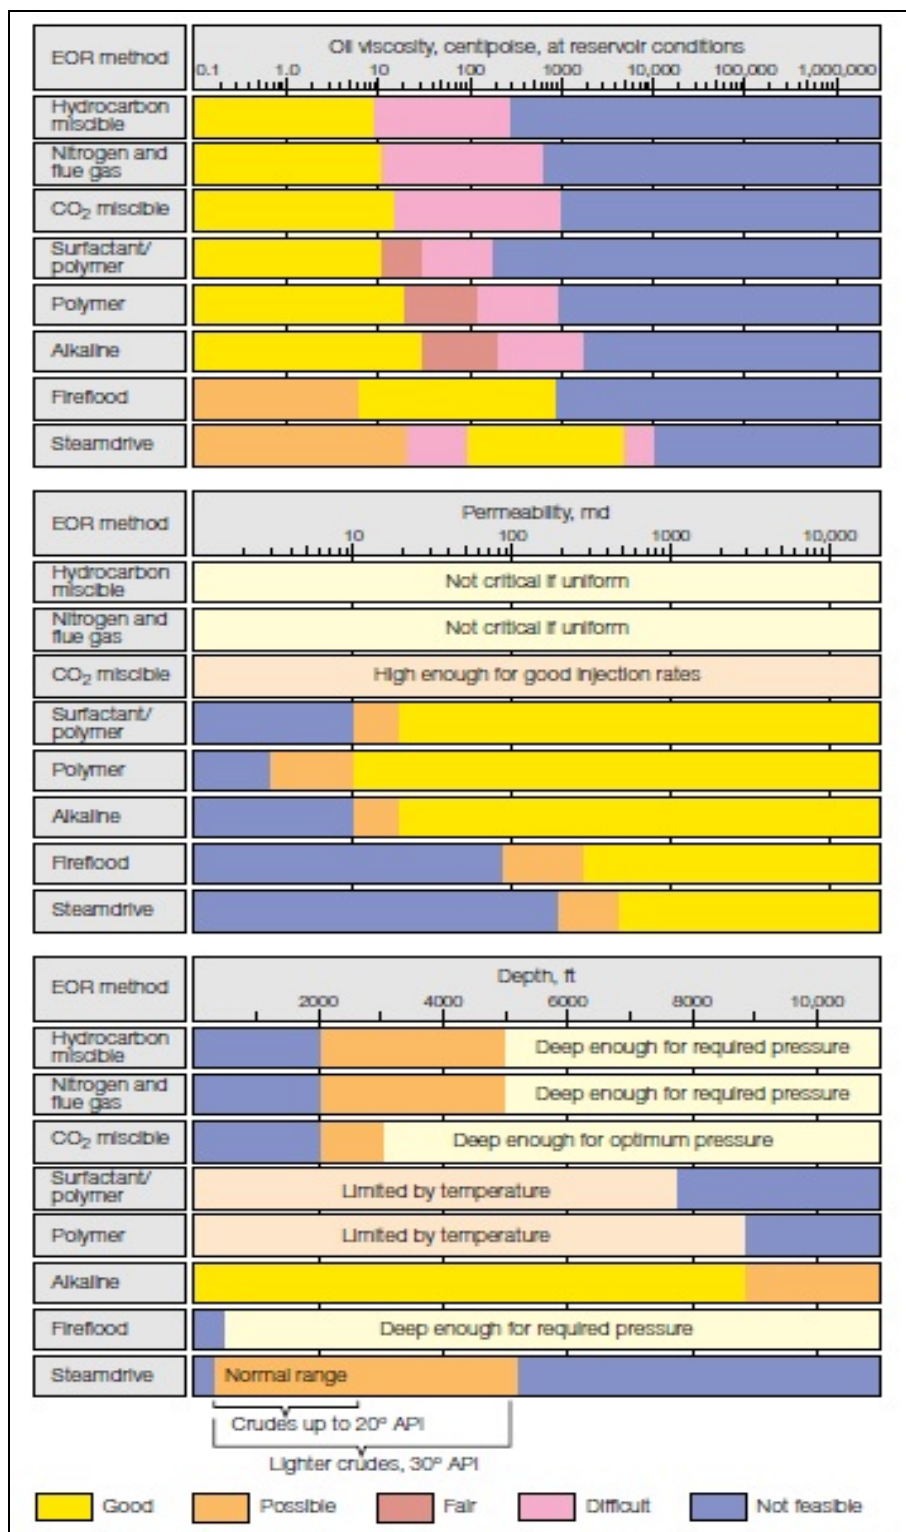 EOR method
Oil viscosity, centipoise, at reservoir conditions
0.1 1.0 10 100 1000 10,000 100,000 1,000,000
Hydrocarbon
miscible
Nitrogen and
flue gas
CO₂ miscible
Surfactant/
polymer
Polymer
Alkaline
Fireflood
Steamdrive
EOR method
Permeability, md
10 100 1000 10,000
Hydrocarbon
miscible
Not critical if uniform
Nitrogen and
flue gas
Not critical if uniform
CO₂ miscible
High enough for good injection rates
Surfactant/
polymer
Polymer
Alkaline
Fireflood
Steamdrive
EOR method
Depth, ft
2000 4000 6000 8000 10,000
Hydrocarbon
miscible
Deep enough for required pressure
Nitrogen and
flue gas
Deep enough for required pressure
CO₂ miscible
Deep enough for optimum pressure
Surfactant/
polymer
Limited by temperature
Polymer
Limited by temperature
Alkaline
Fireflood
Deep enough for required pressure
Steamdrive
Normal range
Crudes up to 20° API
Lighter crudes, 30° API
Good Possible Fair Difficult Not feasible